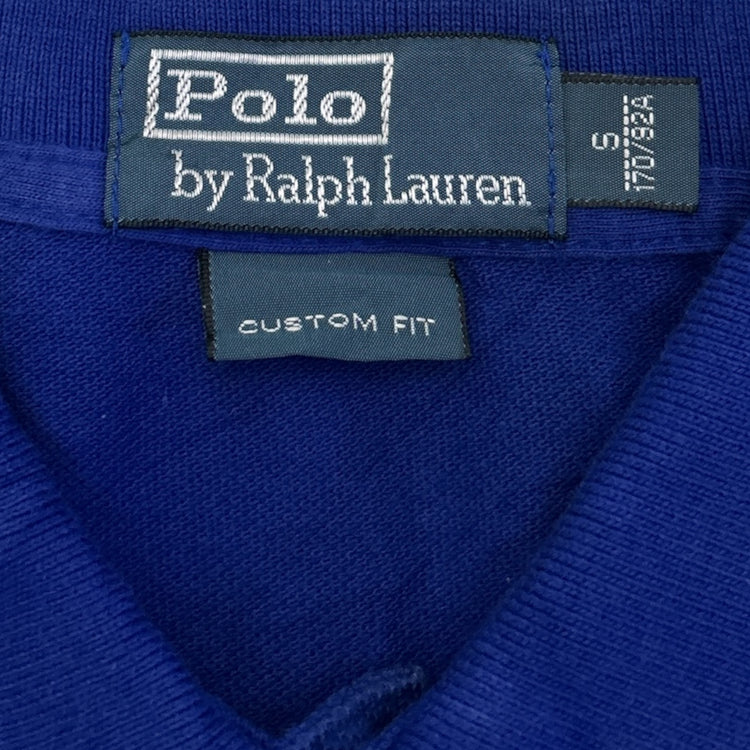 Polo
by Ralph Lauren
S
170/92A
CUSTOM FIT